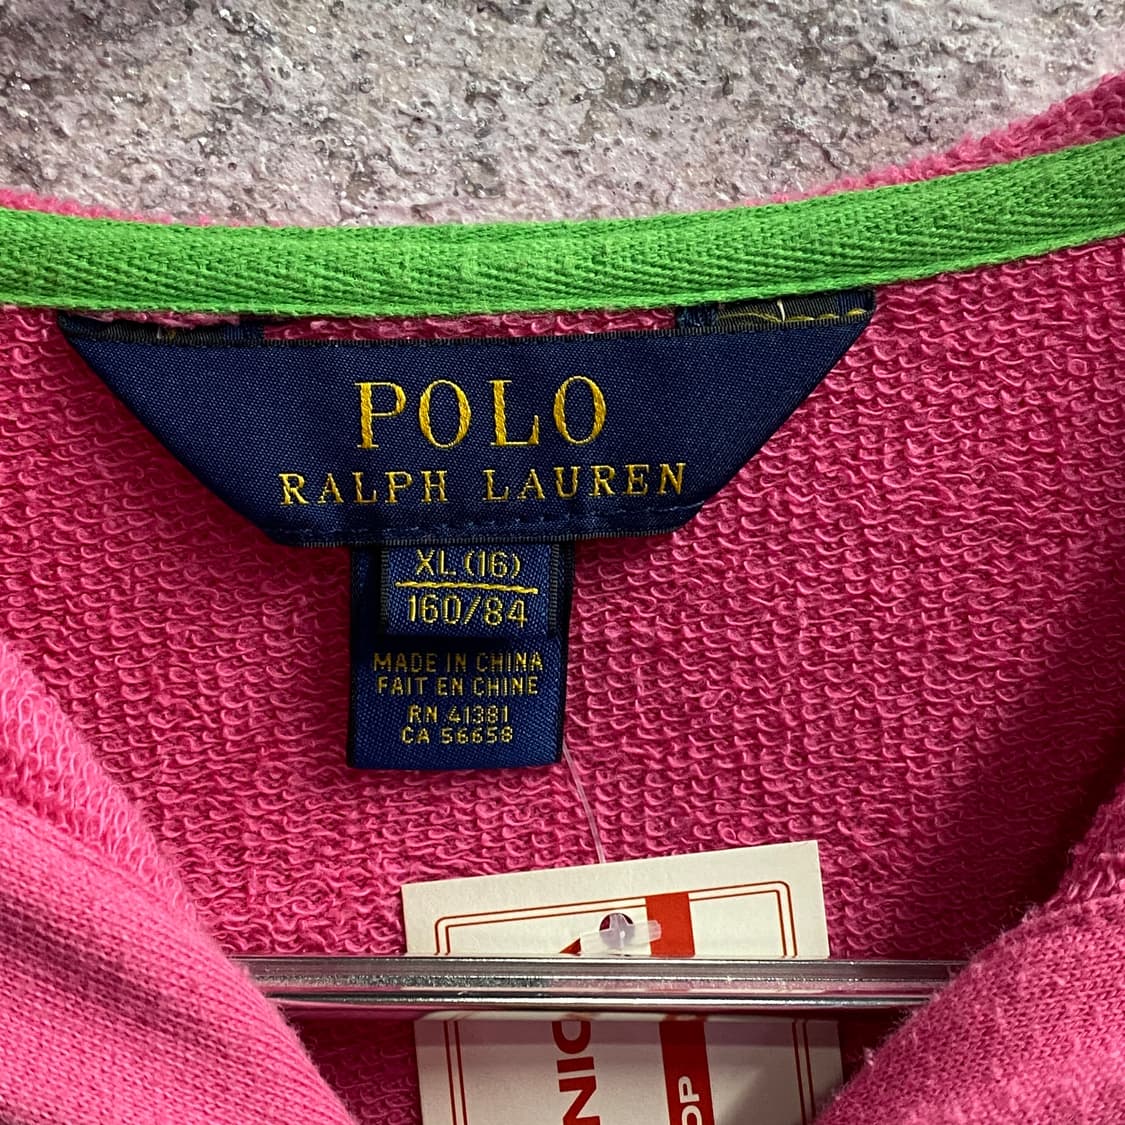 POLO
RALPH LAUREN
XL (16)
160/84
MADE IN CHINA
FAIT EN CHINE
RN 41381
CA 56658